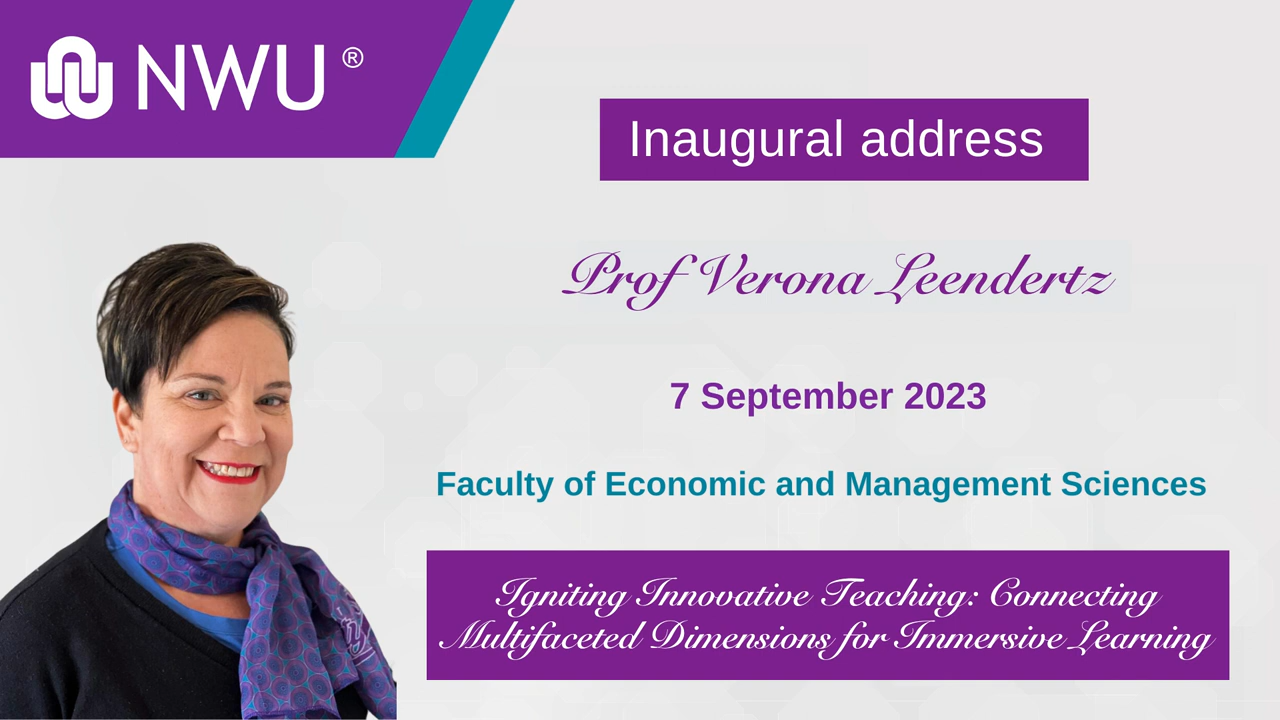 NWU®
Inaugural address
Prof Verona Leendertz
7 September 2023
Faculty of Economic and Management Sciences
Igniting Innovative Teaching: Connecting
Multifaceted Dimensions for Immersive Learning